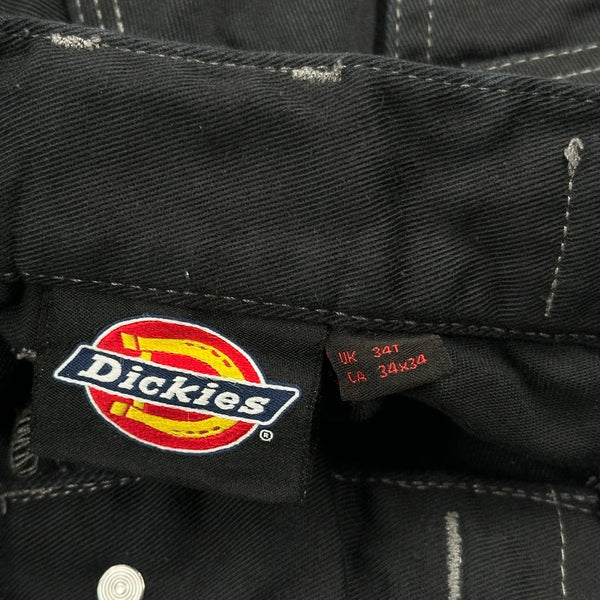 Dickies
®
UK 34T
CA 34x34